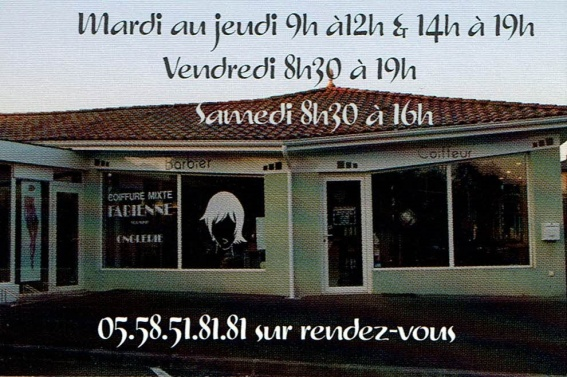 Mardi au jeudi 9h à12h & 14h à 19h
Vendredi 8h30 à 19h
Samedi 8h30 à 16h
Barbier
Coiffeur
COIFFURE MIXTE
FABIENNE
ONGLERIE
05.58.51.81.81 sur rendez-vous